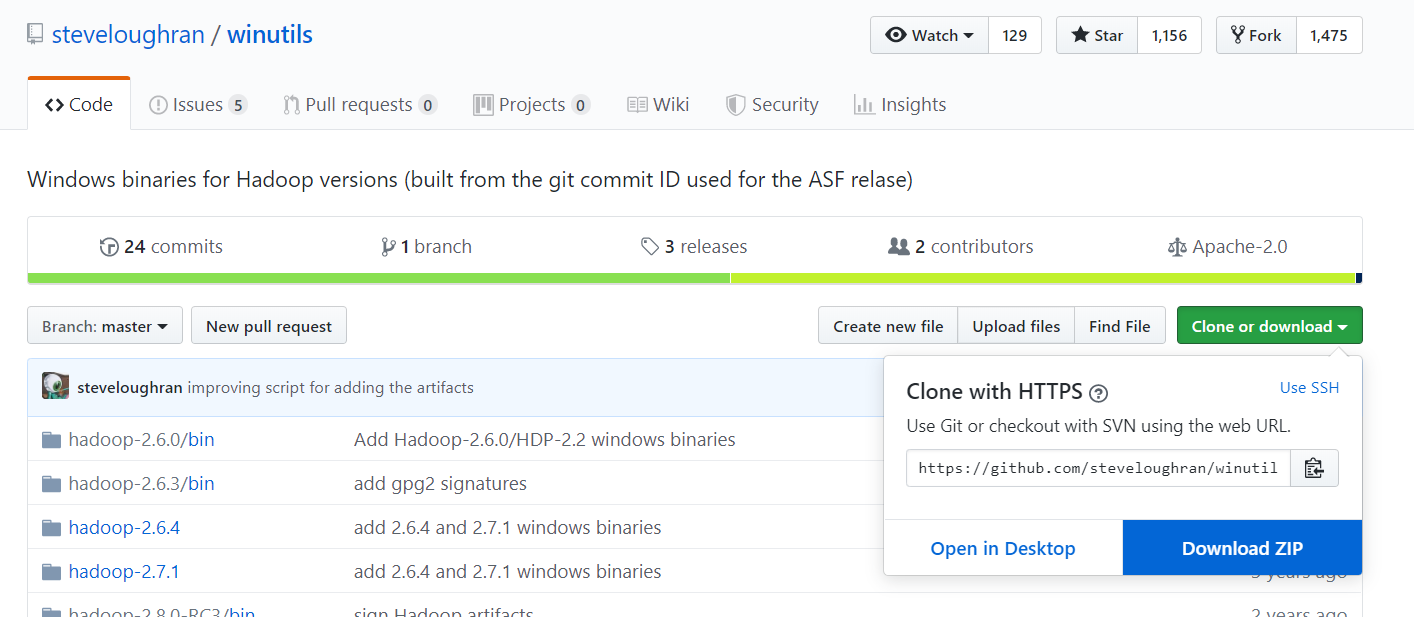 steveloughran / winutils
Watch 129 Star 1,156 Fork 1,475
Code Issues 5 Pull requests 0 Projects 0 Wiki Security Insights
Windows binaries for Hadoop versions (built from the git commit ID used for the ASF relase)
24 commits 1 branch 3 releases 2 contributors Apache-2.0
Branch: master New pull request Create new file Upload files Find File Clone or download
steveloughran improving script for adding the artifacts
Clone with HTTPS ? Use SSH
Use Git or checkout with SVN using the web URL.
https://github.com/steveloughran/winutil
Open in Desktop Download ZIP
hadoop-2.6.0/bin Add Hadoop-2.6.0/HDP-2.2 windows binaries
hadoop-2.6.3/bin add gpg2 signatures
hadoop-2.6.4 add 2.6.4 and 2.7.1 windows binaries
hadoop-2.7.1 add 2.6.4 and 2.7.1 windows binaries years ago
hadoop-2.8.0-RC3/bin sign Hadoop artifacts 2 years ago